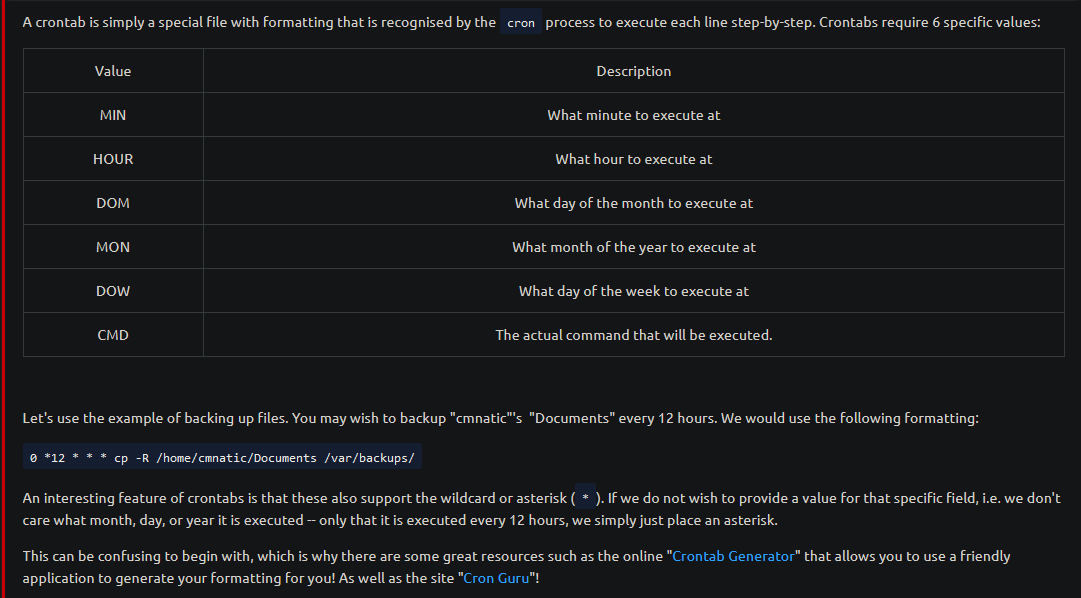 A crontab is simply a special file with formatting that is recognised by the cron process to execute each line step-by-step. Crontabs require 6 specific values:
Value Description
MIN What minute to execute at
HOUR What hour to execute at
DOM What day of the month to execute at
MON What month of the year to execute at
DOW What day of the week to execute at
CMD The actual command that will be executed.
Let's use the example of backing up files. You may wish to backup "cmnatic"'s "Documents" every 12 hours. We would use the following formatting:
0 *12 * * * cp -R /home/cmnatic/Documents /var/backups/
An interesting feature of crontabs is that these also support the wildcard or asterisk ( * ). If we do not wish to provide a value for that specific field, i.e. we don't
care what month, day, or year it is executed -- only that it is executed every 12 hours, we simply just place an asterisk.
This can be confusing to begin with, which is why there are some great resources such as the online "Crontab Generator" that allows you to use a friendly
application to generate your formatting for you! As well as the site "Cron Guru"!